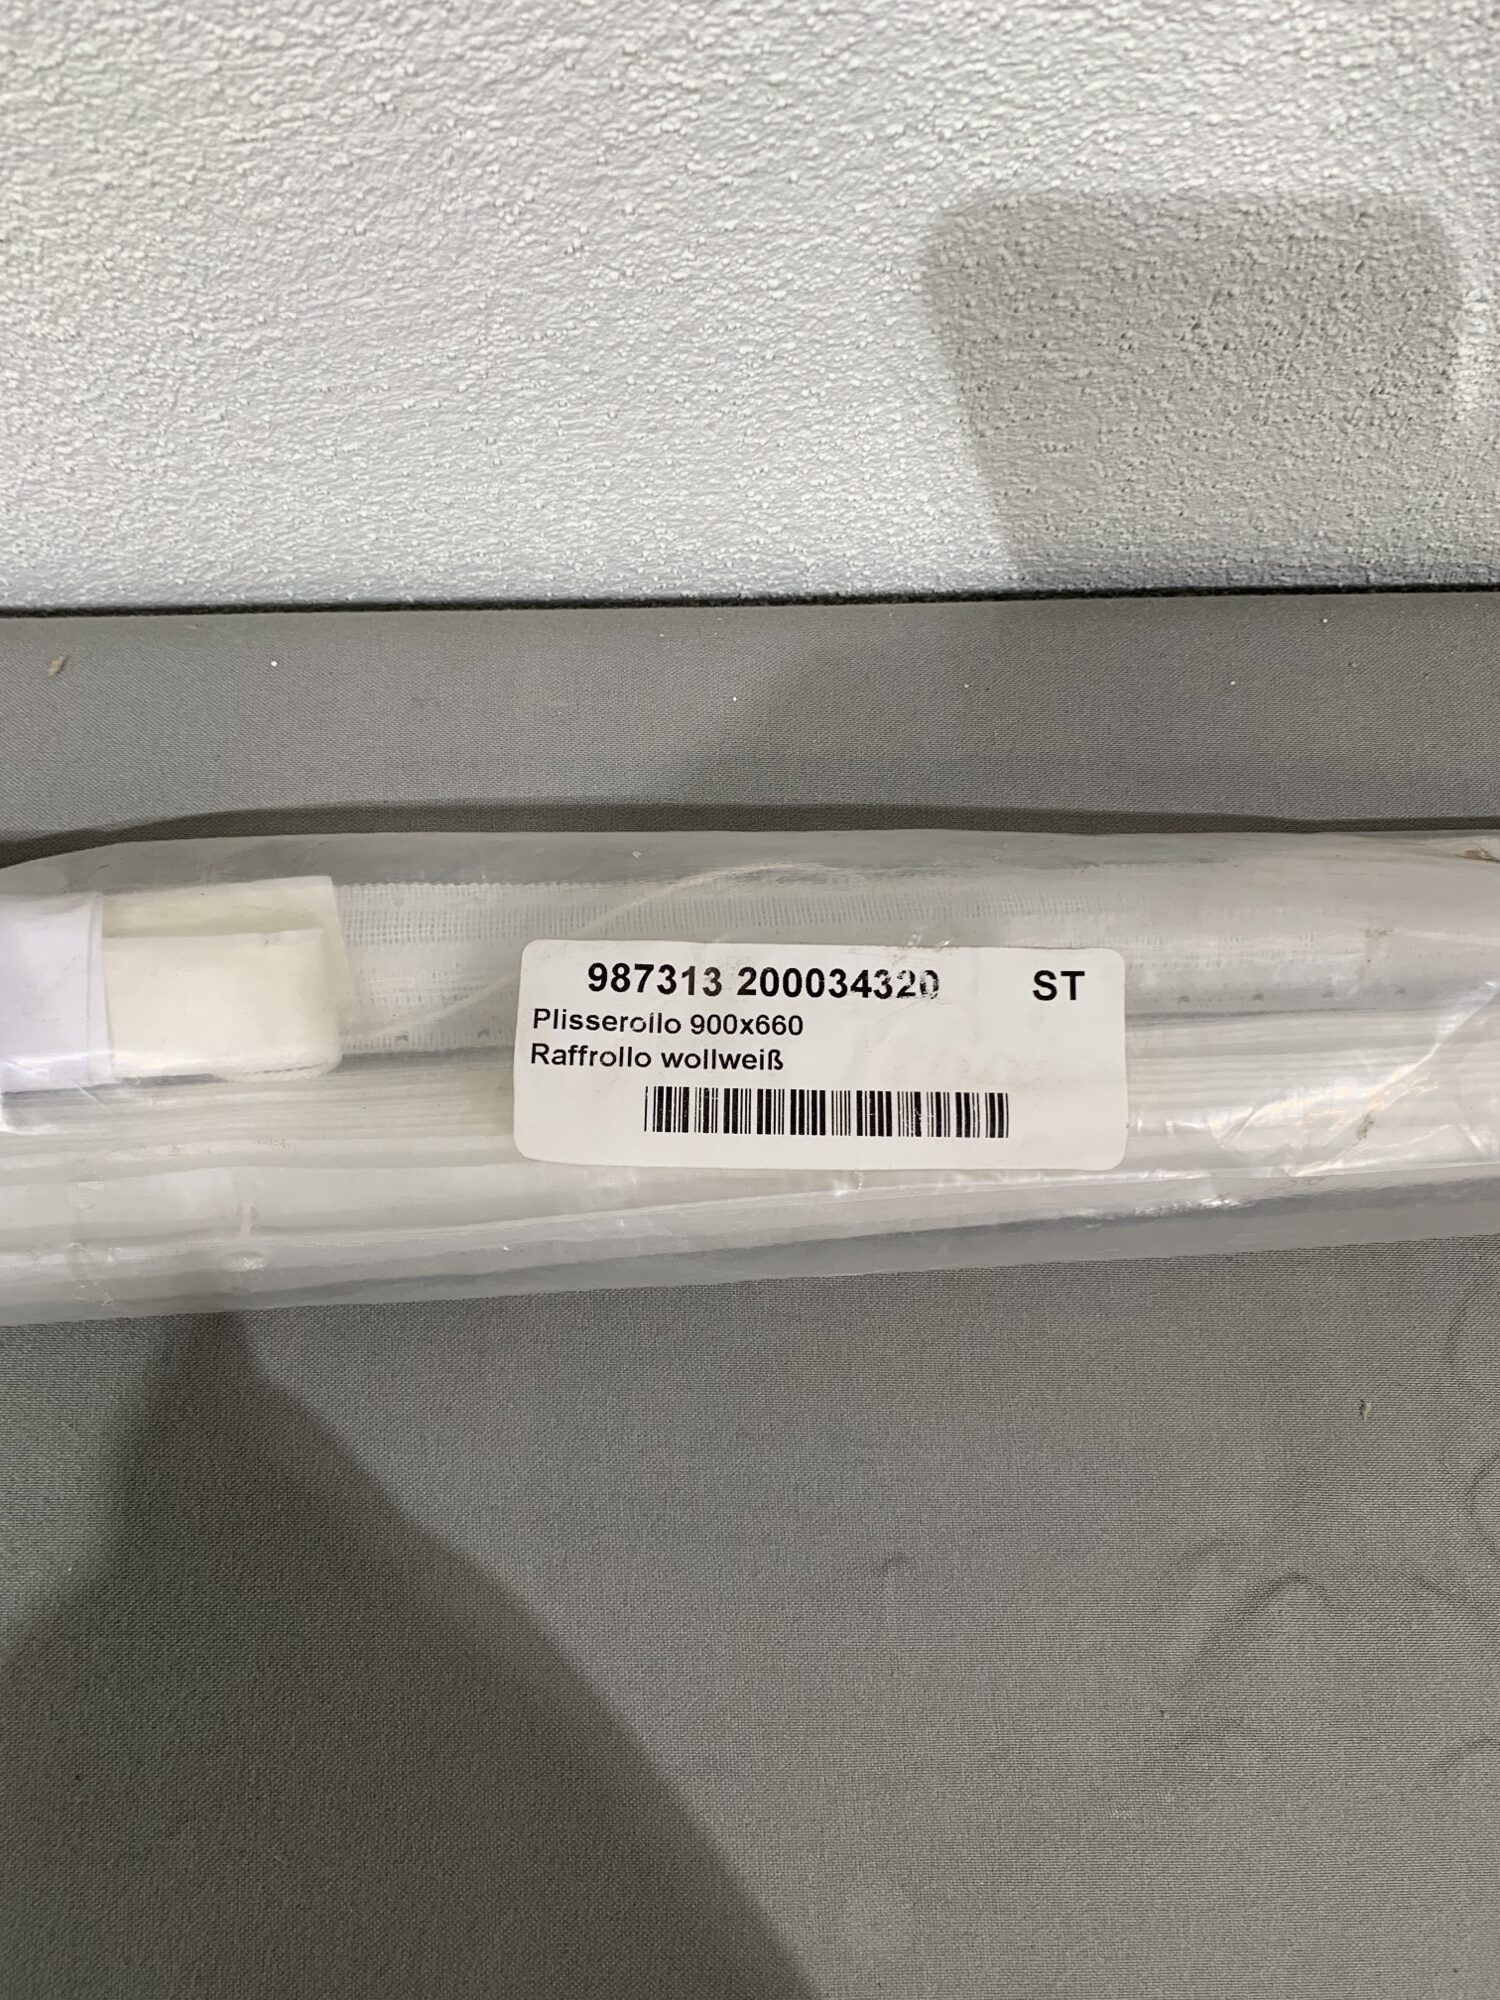 987313 200034320 ST
Plisserollo 900x660
Raffrollo wollweiß